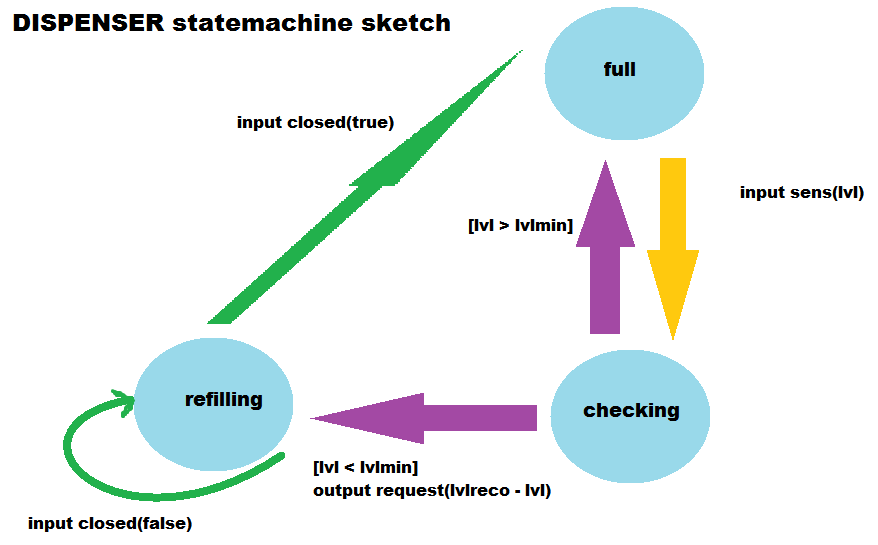 DISPENSER statemachine sketch
full
input closed(true)
input sens(lvl)
[lvl > lvlmin]
refilling
checking
[lvl < lvlmin]
output request(lvlreco - lvl)
input closed(false)